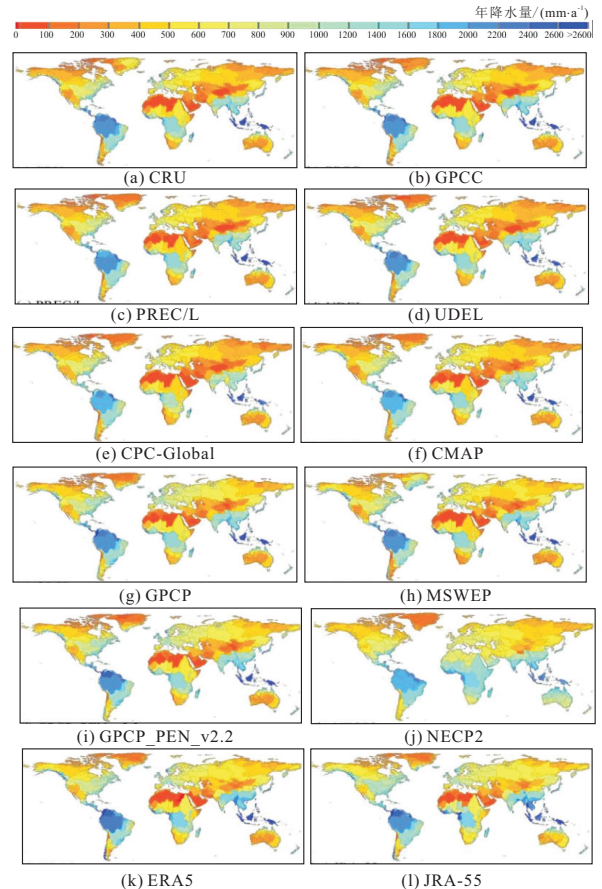 年降水量/(mm·a⁻¹)
0 100 200 300 400 500 600 700 800 900 1000 1200 1400 1600 1800 2000 2200 2400 2600 >2600
(a) CRU
(b) GPCC
(c) PREC/L
(d) UDEL
(e) CPC-Global
(f) CMAP
(g) GPCP
(h) MSWEP
(i) GPCP_PEN_v2.2
(j) NECP2
(k) ERA5
(l) JRA-55